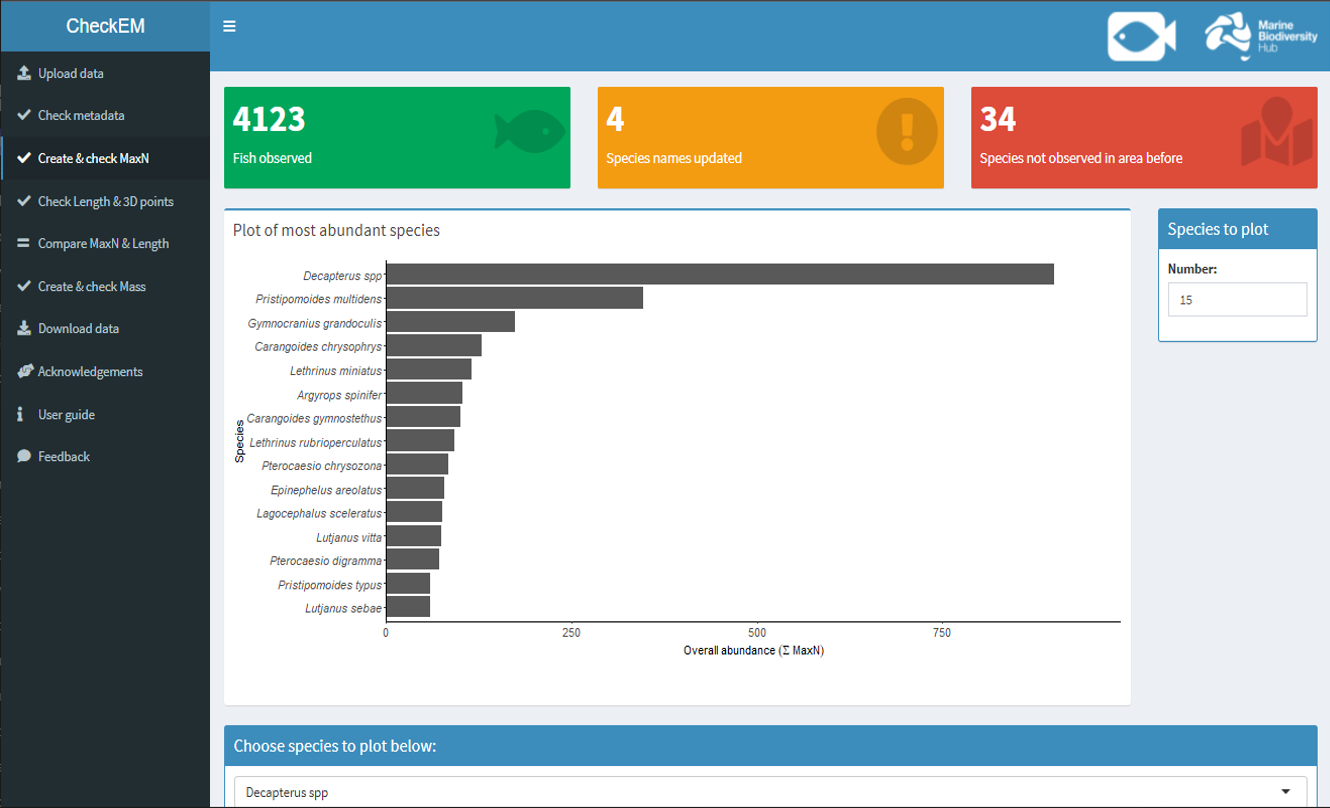 CheckEM
Marine
Biodiversity
Hub
Upload data
Check metadata
Create & check MaxN
Check Length & 3D points
Compare MaxN & Length
Create & check Mass
Download data
Acknowledgements
User guide
Feedback
4123
Fish observed
4
Species names updated
34
Species not observed in area before
Plot of most abundant species
Species
Decapterus spp
Pristipomoides multidens
Gymnocranius grandoculis
Carangoides chrysophrys
Lethrinus miniatus
Argyrops spinifer
Carangoides gymnostethus
Lethrinus rubrioperculatus
Pterocaesio chrysozona
Epinephelus areolatus
Lagocephalus sceleratus
Lutjanus vitta
Pterocaesio digramma
Pristipomoides typus
Lutjanus sebae
0 250 500 750
Overall abundance (Σ MaxN)
Species to plot
Number:
15
Choose species to plot below:
Decapterus spp